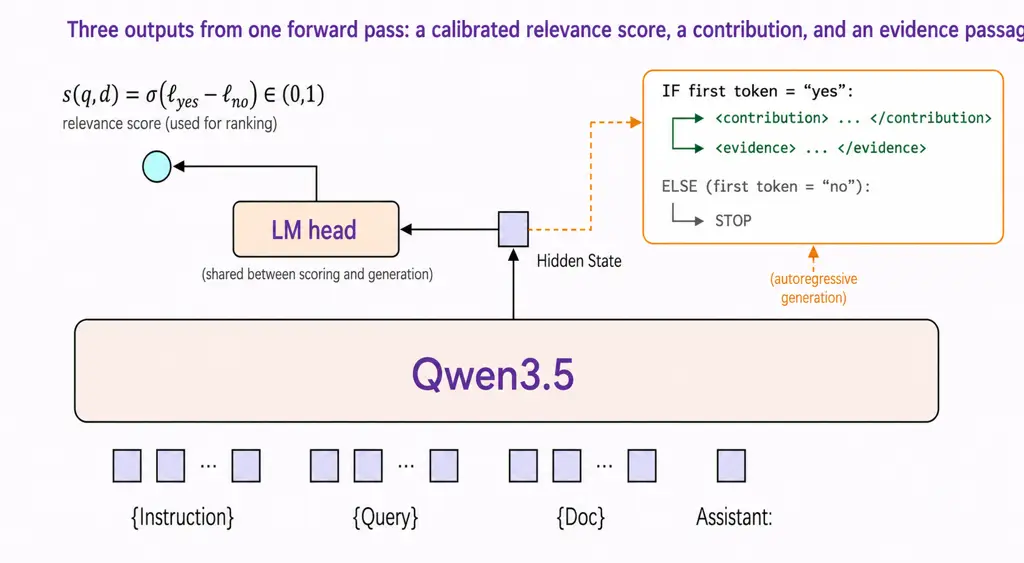 Three outputs from one forward pass: a calibrated relevance score, a contribution, and an evidence passag
s(q,d) = σ(ℓyes − ℓno) ∈ (0,1)
relevance score (used for ranking)
LM head
(shared between scoring and generation)
Hidden State
IF first token = “yes”:
<contribution> ... </contribution>
<evidence> ... </evidence>
ELSE (first token = “no”):
STOP
(autoregressive
generation)
Qwen3.5
... ... ...
{Instruction} {Query} {Doc} Assistant: